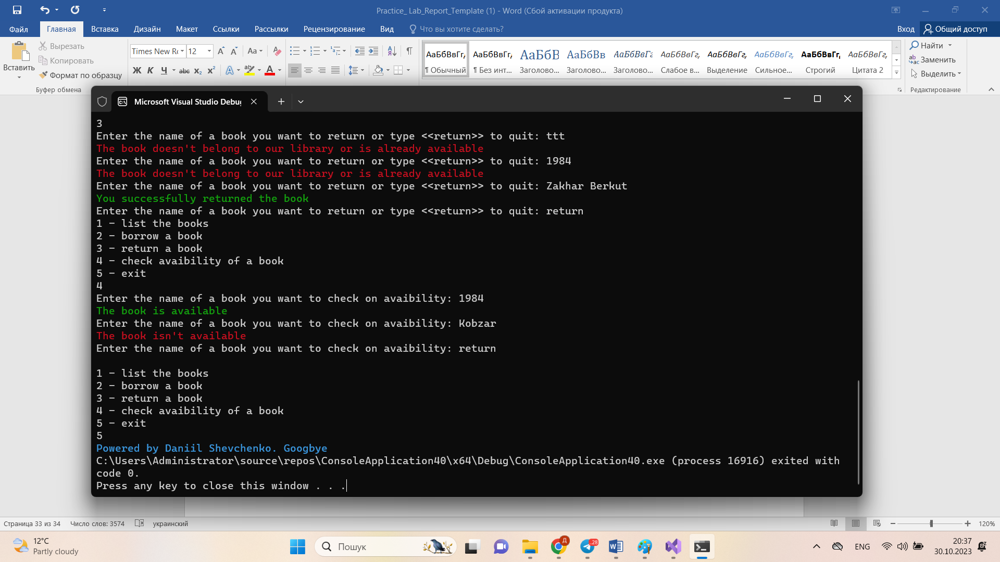 Practice_ Lab_Report_Template (1) - Word (Сбой активации продукта)
Файл Главная Вставка Дизайн Макет Ссылки Рассылки Рецензирование Вид Что вы хотите сделать? Вход Общий доступ
Вставить
Вырезать
Копировать
Формат по образцу
Буфер обмена
Times New Rc 12
АаБбВвГг, АаБбВвГг, АаБбВ АаБбВв АаБбВвГг АаБбВвГг, АаБбВвГг, АаБбВвГг, АаБбВвГг, АаБбВвГг,
¶ Обычный ¶ Без инт... Заголово... Заголово... Заголово... Слабое в... Выделение Сильное... Строгий Цитата 2
Найти
Заменить
Выделить
Редактирование
Microsoft Visual Studio Debug
3
Enter the name of a book you want to return or type <<return>> to quit: ttt
The book doesn't belong to our library or is already available
Enter the name of a book you want to return or type <<return>> to quit: 1984
The book doesn't belong to our library or is already available
Enter the name of a book you want to return or type <<return>> to quit: Zakhar Berkut
You successfully returned the book
Enter the name of a book you want to return or type <<return>> to quit: return
1 - list the books
2 - borrow a book
3 - return a book
4 - check avaibility of a book
5 - exit
4
Enter the name of a book you want to check on avaibility: 1984
The book is available
Enter the name of a book you want to check on avaibility: Kobzar
The book isn't available
Enter the name of a book you want to check on avaibility: return
1 - list the books
2 - borrow a book
3 - return a book
4 - check avaibility of a book
5 - exit
5
Powered by Daniil Shevchenko. Googbye
C:\Users\Administrator\source\repos\ConsoleApplication40\x64\Debug\ConsoleApplication40.exe (process 16916) exited with
code 0.
Press any key to close this window . . .
Страница 33 из 34 Число слов: 3574 украинский 120%
12°C
Partly cloudy
Пошук
ENG
20:37
30.10.2023